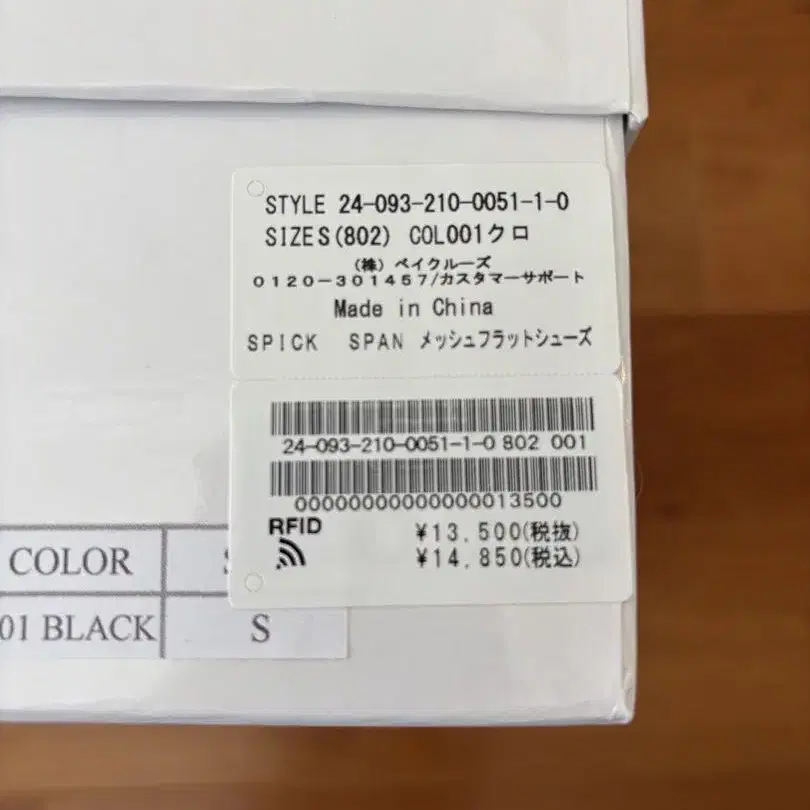 STYLE 24-093-210-0051-1-0
SIZES(802) COL001クロ
(株) ベイクルーズ
0120-301457/カスタマーサポート
Made in China
SPICK SPAN メッシュフラットシューズ
24-093-210-0051-1-0 802 001
00000000000000013500
RFID
¥13,500(税抜)
¥14,850(税込)
COLOR
01 BLACK S